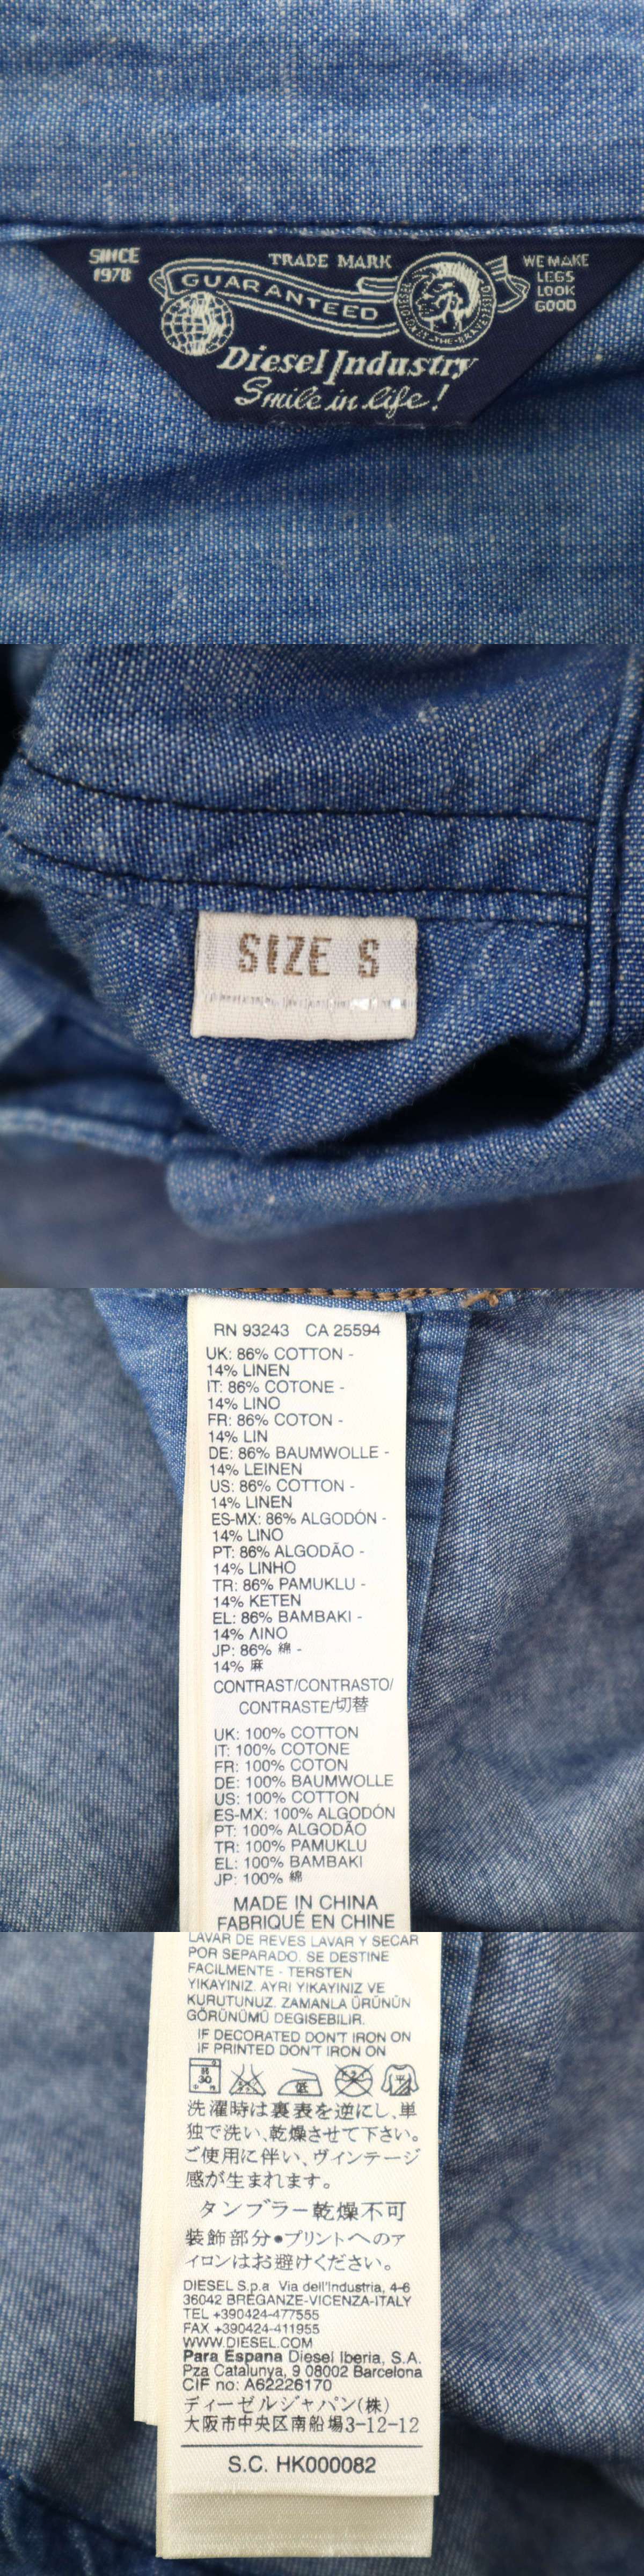 SINCE
1978
TRADE MARK
GUARANTEED
WE MAKE
LEGS
LOOK
GOOD
Diesel Industry
Smile in life!
SIZE S
RN 93243 CA 25594
UK: 86% COTTON -
14% LINEN
IT: 86% COTONE -
14% LINO
FR: 86% COTON -
14% LIN
DE: 86% BAUMWOLLE -
14% LEINEN
US: 86% COTTON -
14% LINEN
ES-MX: 86% ALGODÓN -
14% LINO
PT: 86% ALGODÃO -
14% LINHO
TR: 86% PAMUKLU -
14% KETEN
EL: 86% BAMBAKI -
14% ΛINO
JP: 86% 綿 -
14% 麻
CONTRAST/CONTRASTO/
CONTRASTE/切替
UK: 100% COTTON
IT: 100% COTONE
FR: 100% COTON
DE: 100% BAUMWOLLE
US: 100% COTTON
ES-MX: 100% ALGODÓN
PT: 100% ALGODÃO
TR: 100% PAMUKLU
EL: 100% BAMBAKI
JP: 100% 綿
MADE IN CHINA
FABRIQUÉ EN CHINE
LAVAR DE REVES LAVAR Y SECAR
POR SEPARADO. SE DESTINE
FACILMENTE - TERSTEN
YIKAYINIZ. AYRI YIKAYINIZ VE
KURUTUNUZ. ZAMANLA ÜRÜNÜN
GÖRÜNÜMÜ DEGISEBILIR.
IF DECORATED DON'T IRON ON
IF PRINTED DON'T IRON ON
30
低
洗濯時は裏表を逆にし、単
独で洗い、乾燥させて下さい。
ご使用に伴い、ヴィンテージ
感が生まれます。
タンブラー乾燥不可
装飾部分●プリントへのア
イロンはお避けください。
DIESEL S.p.a Via dell'Industria, 4-6
36042 BREGANZE-VICENZA-ITALY
TEL +390424-477555
FAX +390424-411955
WWW.DIESEL.COM
Para Espana Diesel Iberia, S.A.
Pza Catalunya, 9 08002 Barcelona
CIF no: A62226170
ディーゼルジャパン(株)
大阪市中央区南船場3-12-12
S.C. HK000082